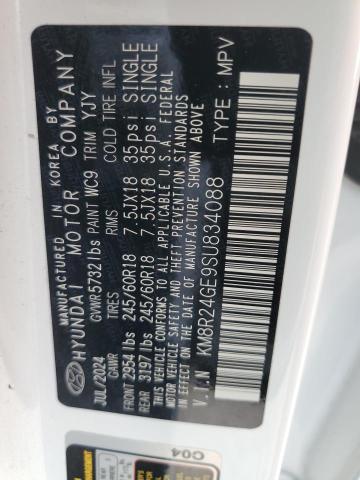 MANUFACTURED IN KOREA BY
HYUNDAI MOTOR COMPANY
JUL/2024 GVWR 5732 lbs PAINT WC9 TRIM YJY
GAWR TIRES RIMS COLD TIRE INFL
FRONT 2954 lbs 245/60R18 7.5JX18 35psi SINGLE
REAR 3197 lbs 245/60R18 7.5JX18 35psi SINGLE
THIS VEHICLE CONFORMS TO ALL APPLICABLE U.S.A. FEDERAL
MOTOR VEHICLE SAFETY AND THEFT PREVENTION STANDARDS
IN EFFECT ON THE DATE OF MANUFACTURE SHOWN ABOVE
V.I.N KM8R24GE9SU834088 TYPE : MPV
C04